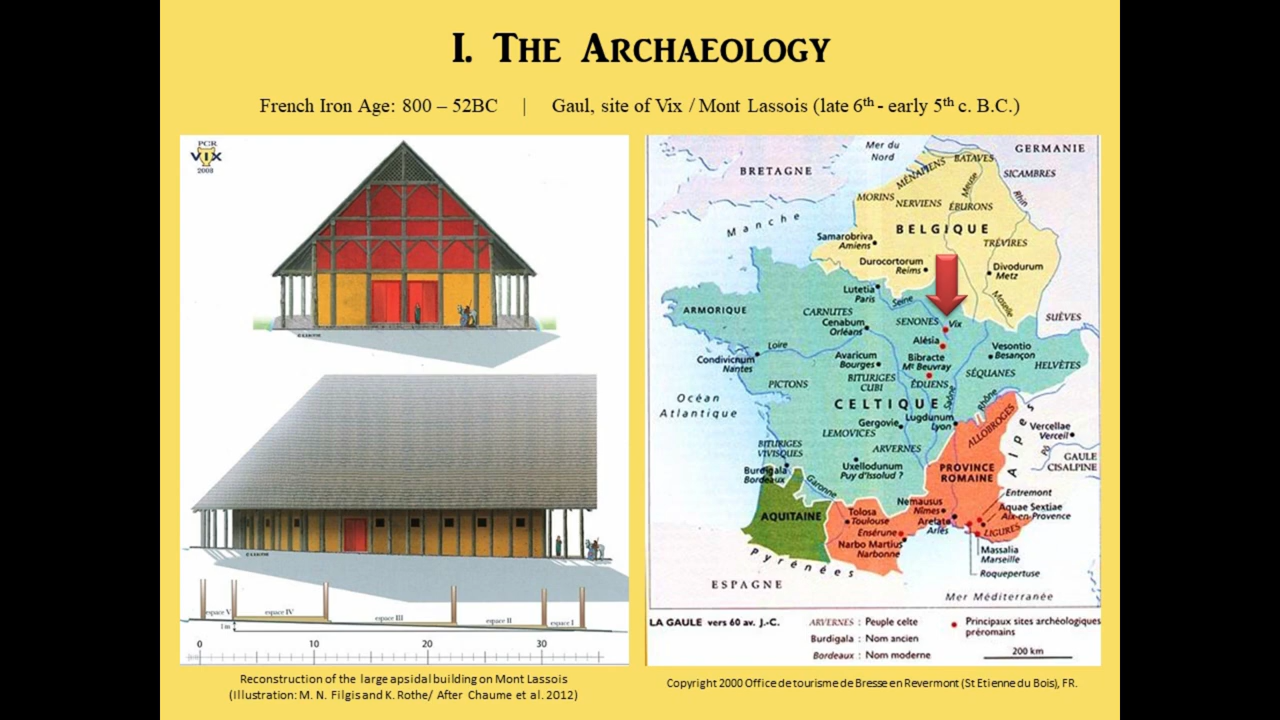 I. The Archaeology
French Iron Age: 800 – 52BC | Gaul, site of Vix / Mont Lassois (late 6th - early 5th c. B.C.)
PCR
VIX
2008
espace V
espace IV
espace III
espace II
espace I
1m
0 10 20 30
Reconstruction of the large apsidal building on Mont Lassois
(Illustration: M. N. Filgis and K. Rothe/ After Chaume et al. 2012)
Mer du
Nord
GERMANIE
BRETAGNE
MÉNAPIENS
BATAVES
SICAMBRES
Meuse
Rhin
MORINS
NERVIENS
ÉBURONS
Manche
BELGIQUE
Samarobriva
Amiens
TRÉVIRES
Durocortorum
Reims
Divodurum
Metz
Lutetia
Paris
Seine
Moselle
ARMORIQUE
CARNUTES
SENONES
Vix
SUÈVES
Cenabum
Orléans
Alésia
Loire
Vesontio
Besançon
Condivicnum
Nantes
Avaricum
Bourges
Bibracte
Mt Beuvray
HELVÈTES
PICTONS
BITURIGES
CUBI
ÉDUENS
SÉQUANES
Saône
Rhône
Océan
Atlantique
CELTIQUE
Gergovie
Lugdunum
Lyon
ALLOBROGES
LEMOVICES
ARVERNES
Alpes
Vercellae
Verceil
Pô
GAULE
CISALPINE
BITURIGES
VIVISQUES
Burdigala
Bordeaux
Uxellodunum
Puy d'Issolud ?
Garonne
PROVINCE
ROMAINE
AQUITAINE
Nemausus
Nîmes
Entremont
Tolosa
Toulouse
Aquae Sextiae
Aix-en-Provence
Arelate
Arles
Ensérune
LIGURES
Narbo Martius
Narbonne
Massalia
Marseille
Pyrénées
Roquepertuse
ESPAGNE
Mer Méditerranée
LA GAULE vers 60 av. J.-C.
ARVERNES : Peuple celte
Burdigala : Nom ancien
Bordeaux : Nom moderne
Principaux sites archéologiques
préromains
200 km
Copyright 2000 Office de tourisme de Bresse en Revermont (St Etienne du Bois), FR.